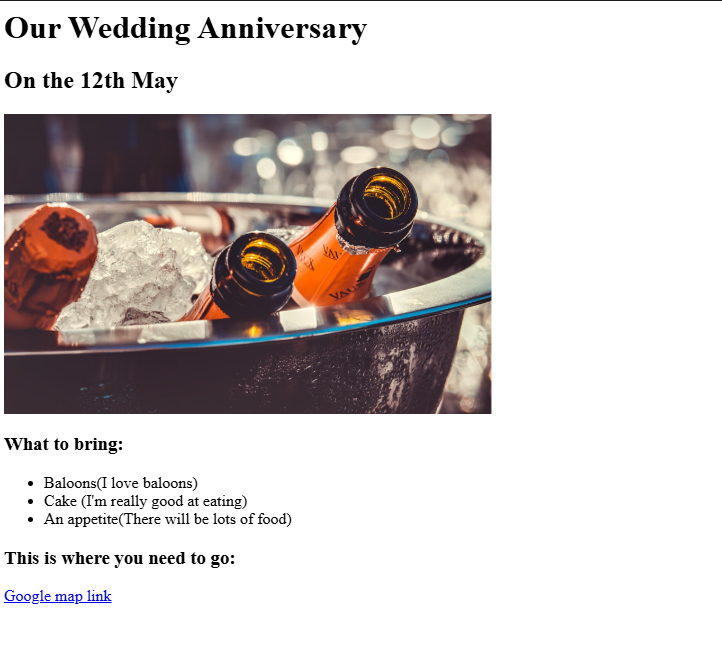 Our Wedding Anniversary
On the 12th May
What to bring:
Baloons(I love baloons)
Cake (I'm really good at eating)
An appetite(There will be lots of food)
This is where you need to go:
Google map link